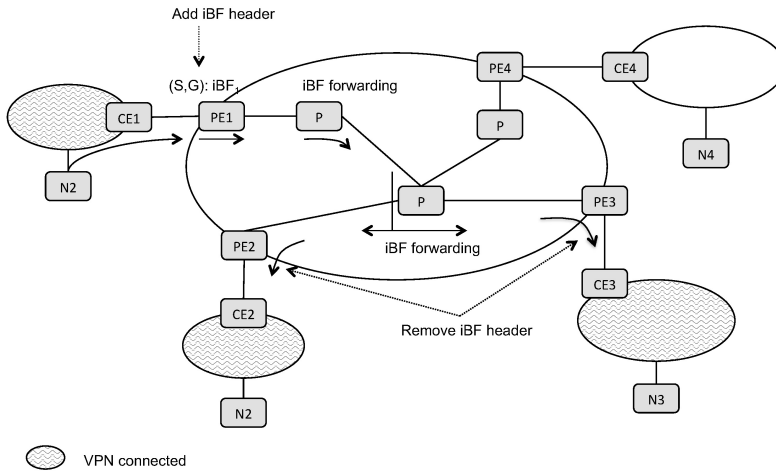 Add iBF header
(S,G): iBF1
iBF forwarding
PE4
CE4
CE1
PE1
P
P
N2
N4
P
PE3
PE2
iBF forwarding
CE3
CE2
Remove iBF header
N3
N2
VPN connected